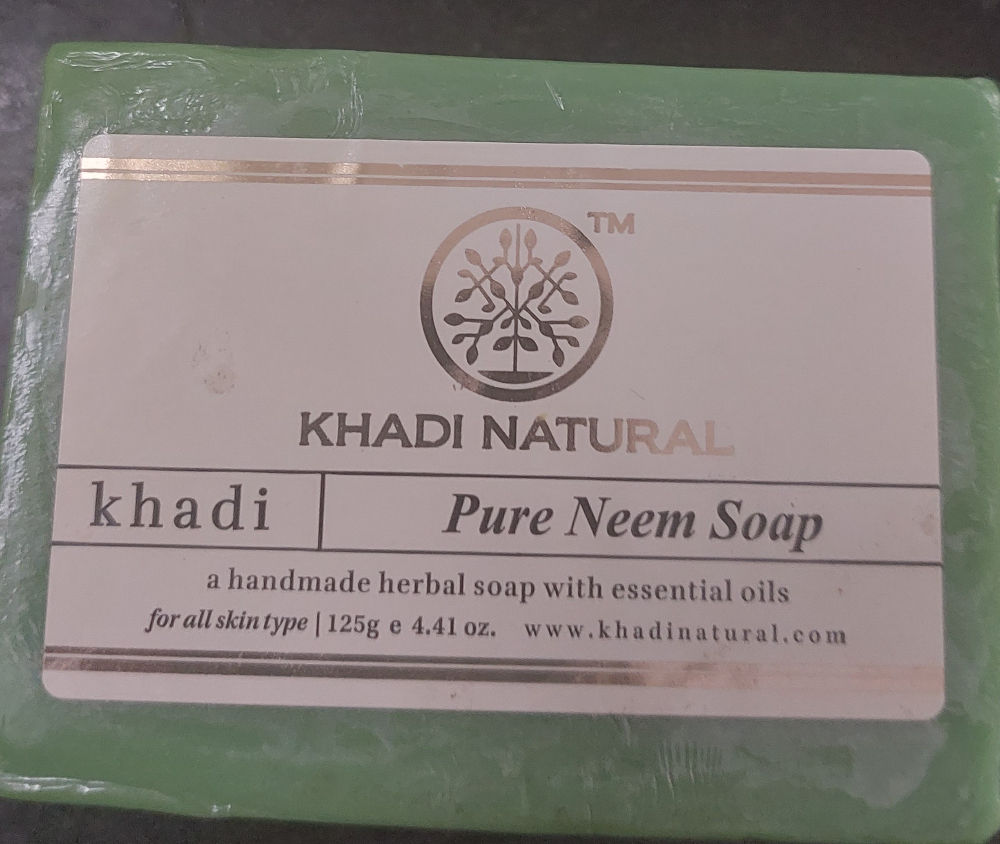 TM
KHADI NATURAL
khadi
Pure Neem Soap
a handmade herbal soap with essential oils
for all skin type | 125g e 4.41 oz. www.khadinatural.com